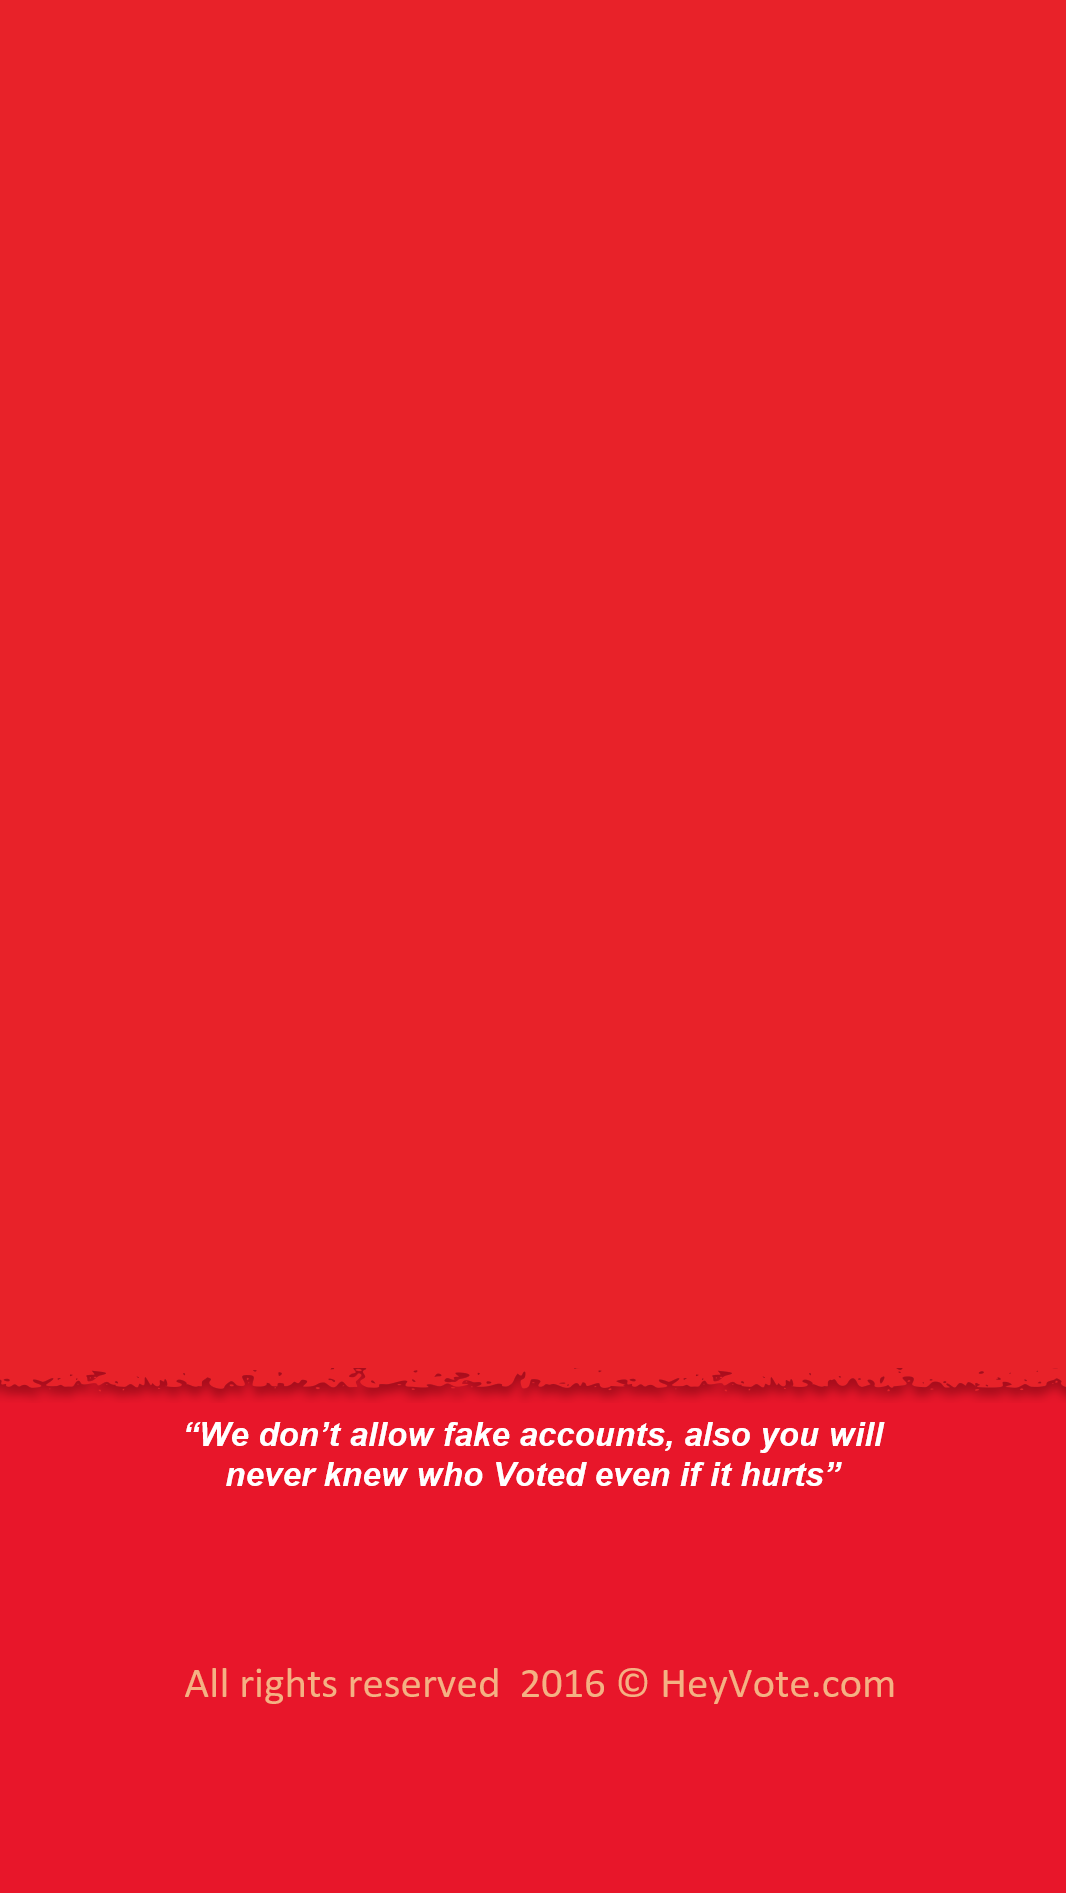 “We don’t allow fake accounts, also you will
never knew who Voted even if it hurts”
All rights reserved  2016 © HeyVote.com